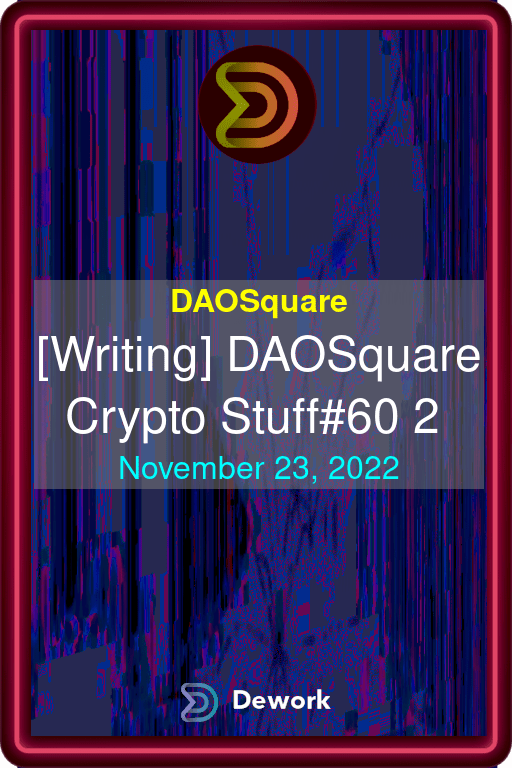 DAOSquare
[Writing] DAOSquare
Crypto Stuff#60 2
November 23, 2022
Dework